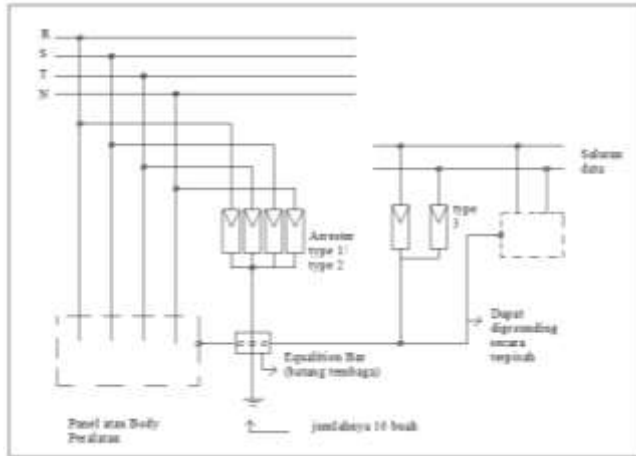 R
S
T
N
Saluran
data
type
3
Arrester
type 1/
type 2
Dapat
digrounding
secara
terpisah
Equalition Bar
(batang tembaga)
Panel atau Body
Peralatan
jumlahnya 16 buah